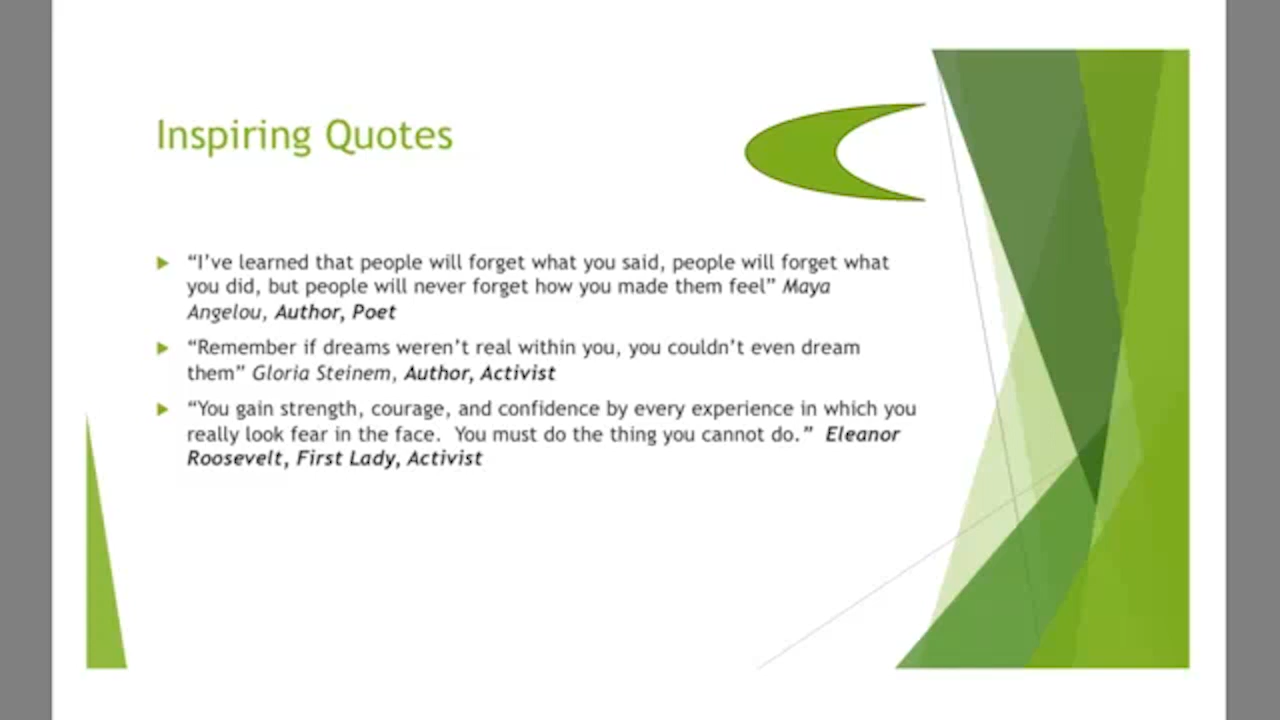 Inspiring Quotes
“I’ve learned that people will forget what you said, people will forget what
you did, but people will never forget how you made them feel” Maya
Angelou, Author, Poet
“Remember if dreams weren’t real within you, you couldn’t even dream
them” Gloria Steinem, Author, Activist
“You gain strength, courage, and confidence by every experience in which you
really look fear in the face.  You must do the thing you cannot do.”  Eleanor
Roosevelt, First Lady, Activist